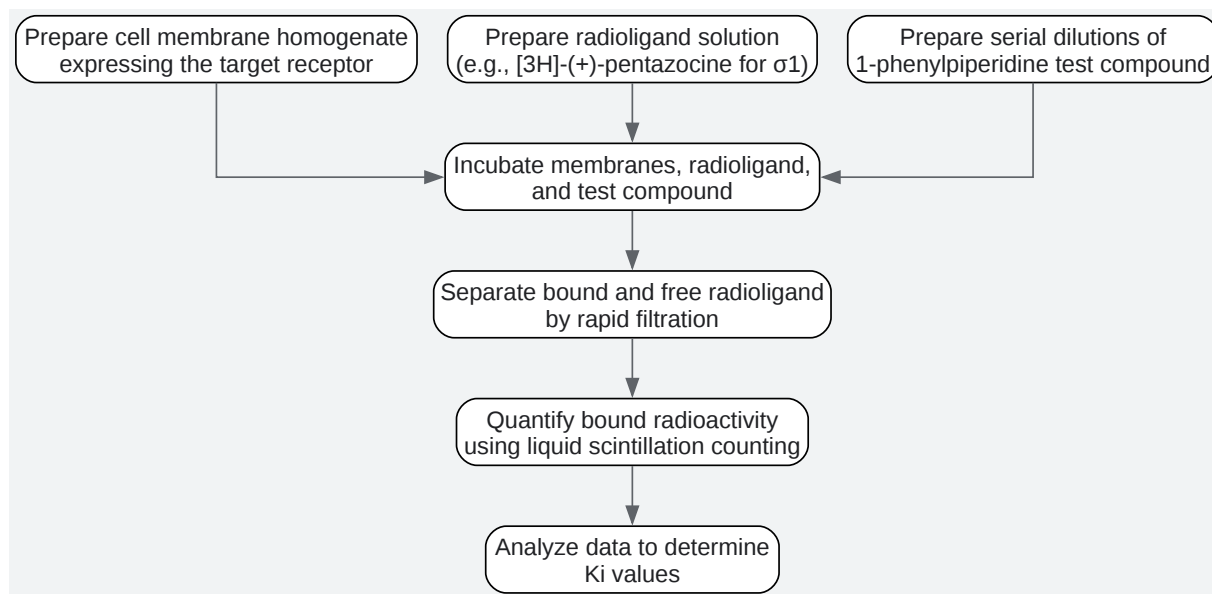 Prepare cell membrane homogenate
expressing the target receptor
Prepare radioligand solution
(e.g., [3H]-(+)-pentazocine for σ1)
Prepare serial dilutions of
1-phenylpiperidine test compound
Incubate membranes, radioligand,
and test compound
Separate bound and free radioligand
by rapid filtration
Quantify bound radioactivity
using liquid scintillation counting
Analyze data to determine
Ki values